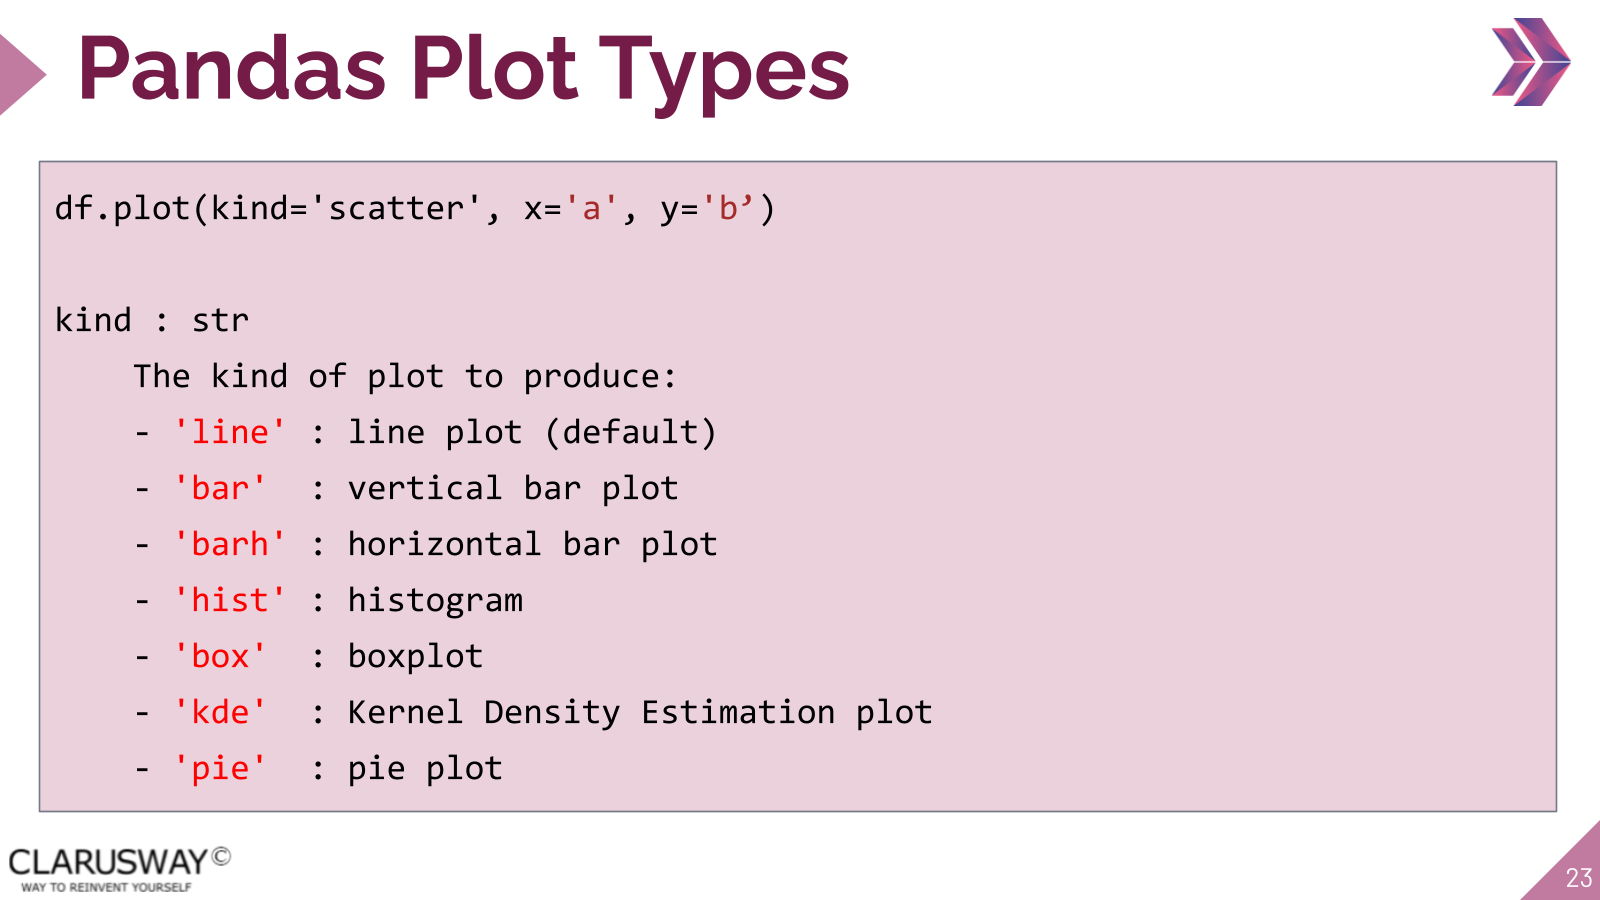 Pandas Plot Types
df.plot(kind='scatter', x='a', y='b’)
kind : str
The kind of plot to produce:
- 'line' : line plot (default)
- 'bar'  : vertical bar plot
- 'barh' : horizontal bar plot
- 'hist' : histogram
- 'box'  : boxplot
- 'kde'  : Kernel Density Estimation plot
- 'pie'  : pie plot
CLARUSWAY©
WAY TO REINVENT YOURSELF
23